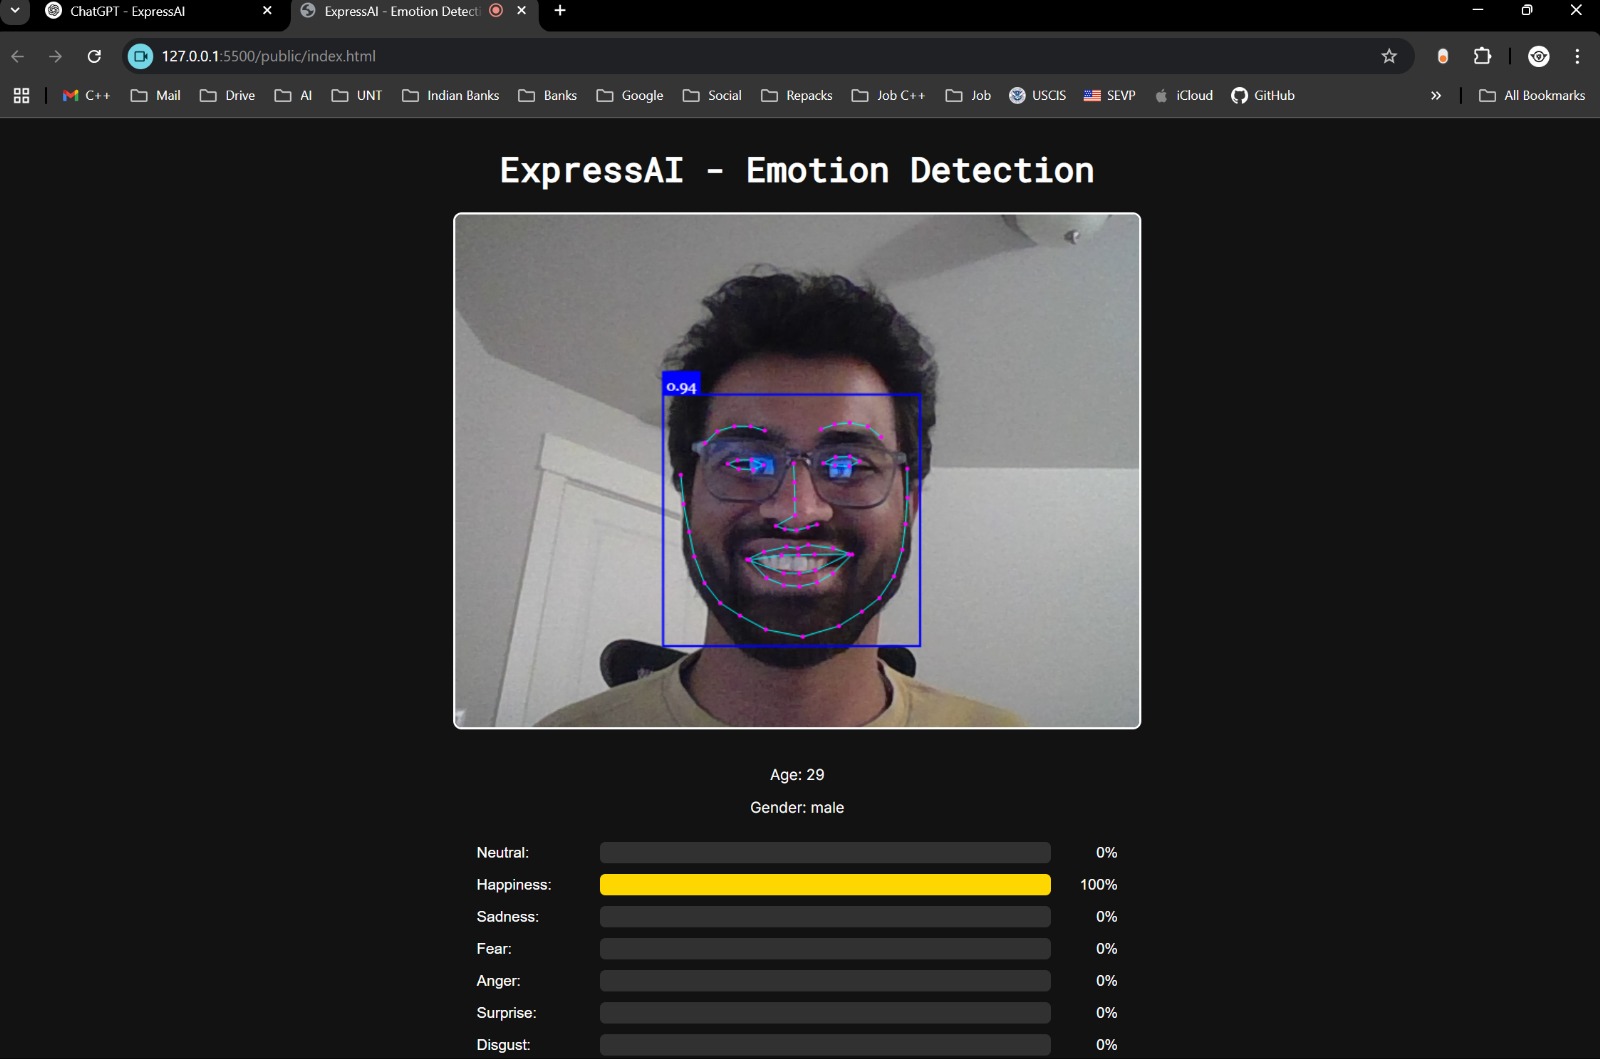 ChatGPT - ExpressAI
ExpressAI - Emotion Detecti
127.0.0.1:5500/public/index.html
C++ Mail Drive AI UNT Indian Banks Banks Google Social Repacks Job C++ Job USCIS SEVP iCloud GitHub » All Bookmarks
ExpressAI - Emotion Detection
0.94
Age: 29
Gender: male
Neutral: 0%
Happiness: 100%
Sadness: 0%
Fear: 0%
Anger: 0%
Surprise: 0%
Disgust: 0%